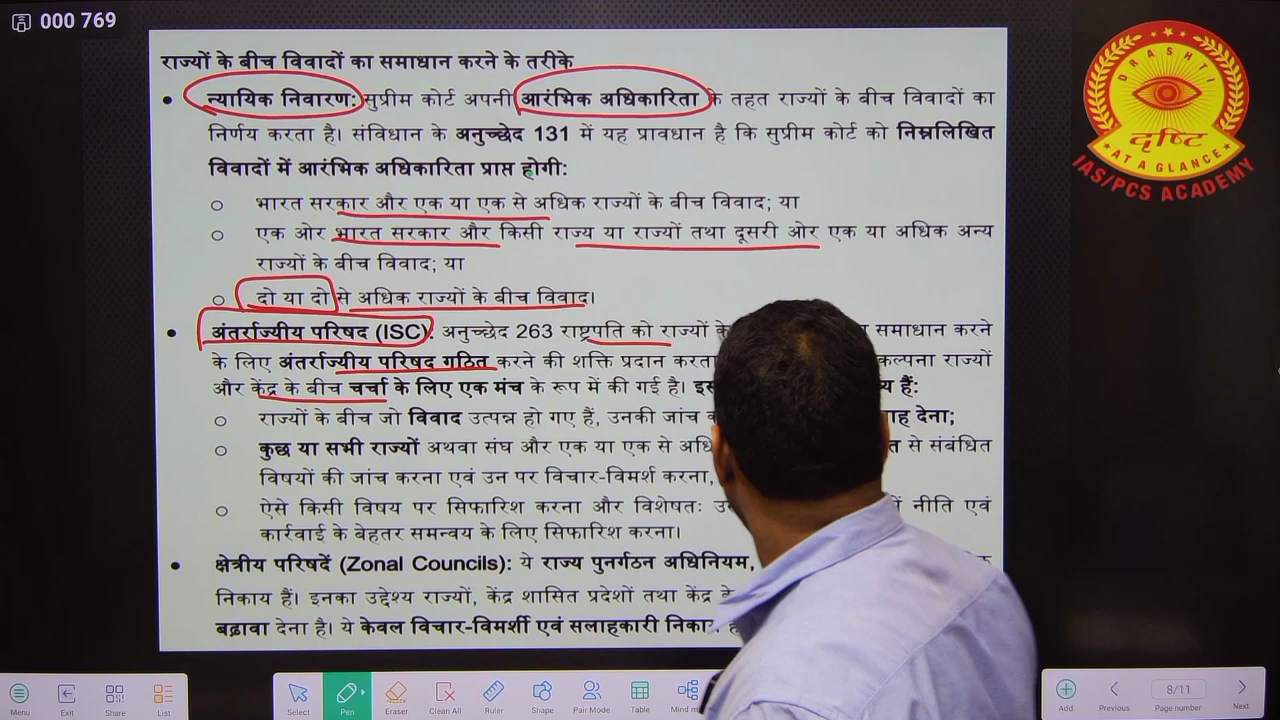 000 769
राज्यों के बीच विवादों का समाधान करने के तरीके
• न्यायिक निवारण: सुप्रीम कोर्ट अपनी आरंभिक अधिकारिता के तहत राज्यों के बीच विवादों का
निर्णय करता है। संविधान के अनुच्छेद 131 में यह प्रावधान है कि सुप्रीम कोर्ट को निम्नलिखित
विवादों में आरंभिक अधिकारिता प्राप्त होगी:
○ भारत सरकार और एक या एक से अधिक राज्यों के बीच विवाद; या
○ एक ओर भारत सरकार और किसी राज्य या राज्यों तथा दूसरी ओर एक या अधिक अन्य
राज्यों के बीच विवाद; या
○ दो या दो से अधिक राज्यों के बीच विवाद।
• अंतर्राज्यीय परिषद (ISC): अनुच्छेद 263 राष्ट्रपति को राज्यों के समाधान करने
के लिए अंतर्राज्यीय परिषद गठित करने की शक्ति प्रदान करता कल्पना राज्यों
और केंद्र के बीच चर्चा के लिए एक मंच के रूप में की गई है। हैं:
○ राज्यों के बीच जो विवाद उत्पन्न हो गए हैं, उनकी जांच देना;
○ कुछ या सभी राज्यों अथवा संघ और एक या एक से से संबंधित
विषयों की जांच करना एवं उन पर विचार-विमर्श करना,
○ ऐसे किसी विषय पर सिफारिश करना और विशेषतः नीति एवं
कार्रवाई के बेहतर समन्वय के लिए सिफारिश करना।
• क्षेत्रीय परिषदें (Zonal Councils): ये राज्य पुनर्गठन अधिनियम,
निकाय हैं। इनका उद्देश्य राज्यों, केंद्र शासित प्रदेशों तथा केंद्र
बढ़ावा देना है। ये केवल विचार-विमर्शी एवं सलाहकारी निकाय
DRASHTI
दृष्टि
AT A GLANCE
IAS/PCS ACADEMY
Menu Exit Share List Select Pen Eraser Clean All Ruler Shape Pair Mode Table Mind m Add Previous 8/11 Page number Next